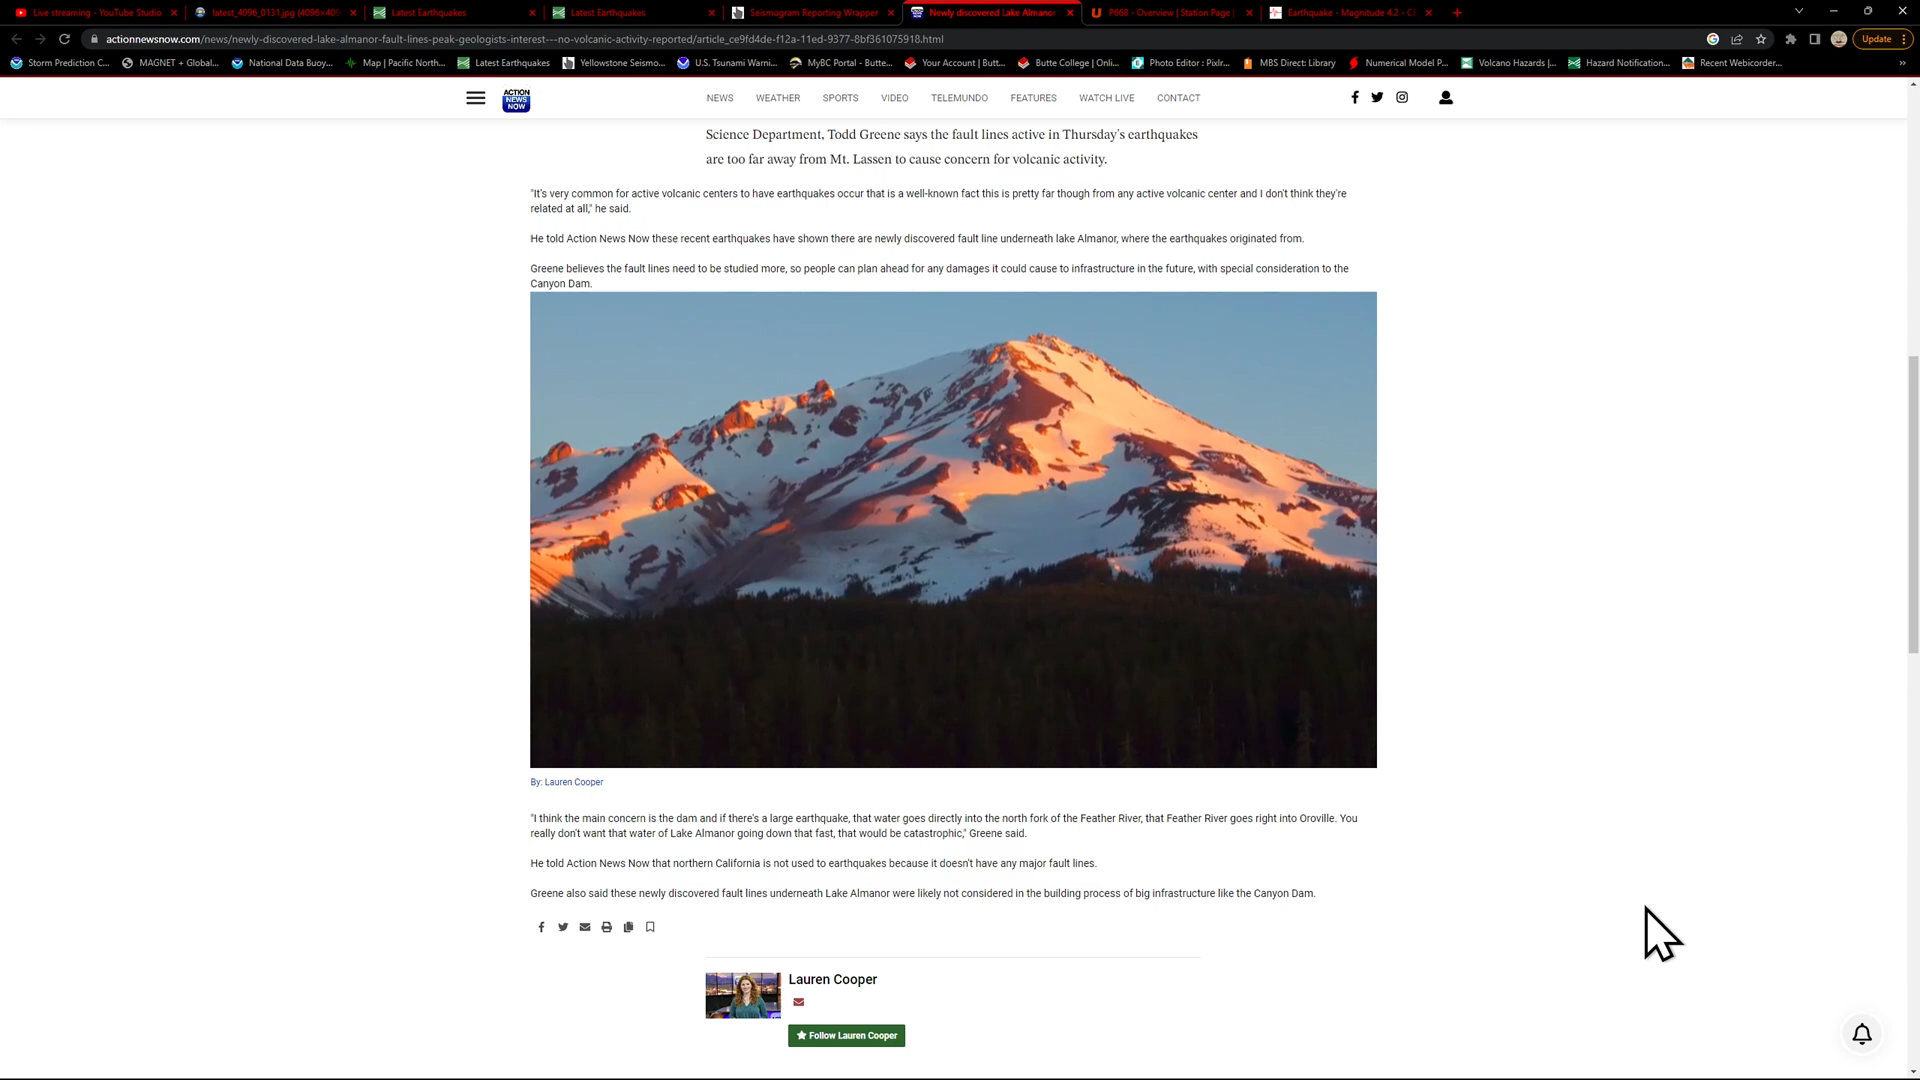 Live streaming - YouTube Studio
latest_4096_0131.jpg (4096×409
Latest Earthquakes
Latest Earthquakes
Seismogram Reporting Wrapper
Newly discovered Lake Almanor
P668 - Overview | Station Page |
Earthquake - Magnitude 4.2 - C
actionnewsnow.com/news/newly-discovered-lake-almanor-fault-lines-peak-geologists-interest---no-volcanic-activity-reported/article_ce9fd4de-f12a-11ed-9377-8bf361075918.html
Update
Storm Prediction C...
MAGNET + Global...
National Data Buoy...
Map | Pacific North...
Latest Earthquakes
Yellowstone Seismo...
U.S. Tsunami Warni...
MyBC Portal - Butte...
Your Account | Butt...
Butte College | Onli...
Photo Editor : Pixlr...
MBS Direct: Library
Numerical Model P...
Volcano Hazards |...
Hazard Notification...
Recent Webicorder...
ACTION
NEWS
NOW
NEWS
WEATHER
SPORTS
VIDEO
TELEMUNDO
FEATURES
WATCH LIVE
CONTACT
Science Department, Todd Greene says the fault lines active in Thursday's earthquakes
are too far away from Mt. Lassen to cause concern for volcanic activity.
"It's very common for active volcanic centers to have earthquakes occur that is a well-known fact this is pretty far though from any active volcanic center and I don't think they're
related at all," he said.
He told Action News Now these recent earthquakes have shown there are newly discovered fault line underneath lake Almanor, where the earthquakes originated from.
Greene believes the fault lines need to be studied more, so people can plan ahead for any damages it could cause to infrastructure in the future, with special consideration to the
Canyon Dam.
By: Lauren Cooper
"I think the main concern is the dam and if there's a large earthquake, that water goes directly into the north fork of the Feather River, that Feather River goes right into Oroville. You
really don't want that water of Lake Almanor going down that fast, that would be catastrophic," Greene said.
He told Action News Now that northern California is not used to earthquakes because it doesn't have any major fault lines.
Greene also said these newly discovered fault lines underneath Lake Almanor were likely not considered in the building process of big infrastructure like the Canyon Dam.
Lauren Cooper
Follow Lauren Cooper